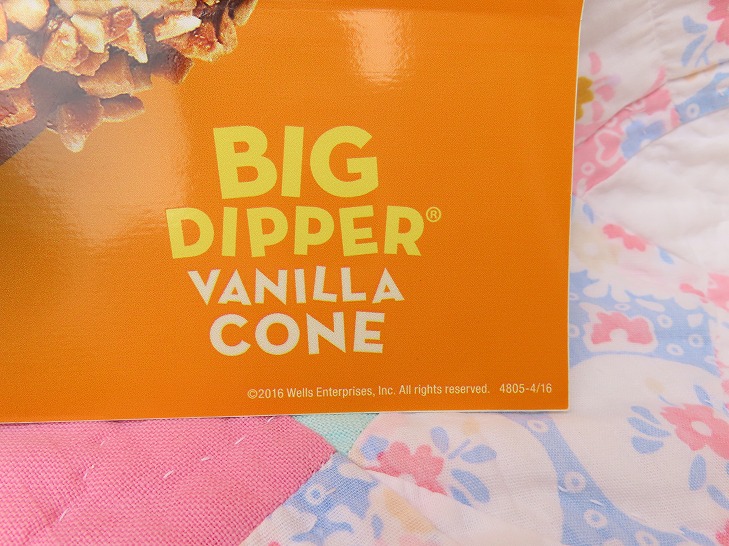 BIG
DIPPER®
VANILLA
CONE
©2016 Wells Enterprises, Inc. All rights reserved. 4805-4/16